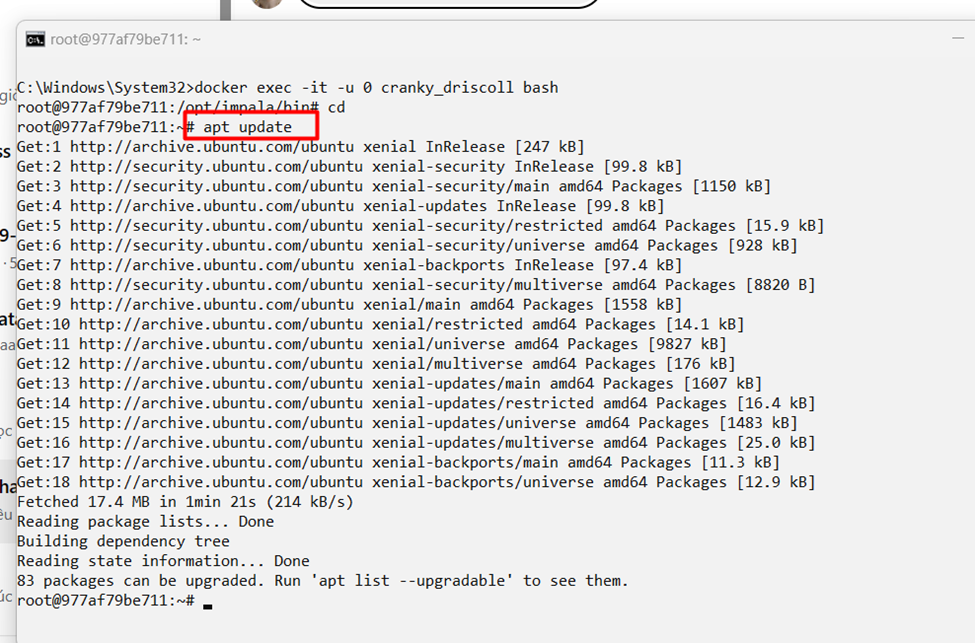 root@977af79be711: ~
C:\Windows\System32>docker exec -it -u 0 cranky_driscoll bash
root@977af79be711:/opt/impala/bin# cd
root@977af79be711:~# apt update
Get:1 http://archive.ubuntu.com/ubuntu xenial InRelease [247 kB]
Get:2 http://security.ubuntu.com/ubuntu xenial-security InRelease [99.8 kB]
Get:3 http://security.ubuntu.com/ubuntu xenial-security/main amd64 Packages [1150 kB]
Get:4 http://archive.ubuntu.com/ubuntu xenial-updates InRelease [99.8 kB]
Get:5 http://security.ubuntu.com/ubuntu xenial-security/restricted amd64 Packages [15.9 kB]
Get:6 http://security.ubuntu.com/ubuntu xenial-security/universe amd64 Packages [928 kB]
Get:7 http://archive.ubuntu.com/ubuntu xenial-backports InRelease [97.4 kB]
Get:8 http://security.ubuntu.com/ubuntu xenial-security/multiverse amd64 Packages [8820 B]
Get:9 http://archive.ubuntu.com/ubuntu xenial/main amd64 Packages [1558 kB]
Get:10 http://archive.ubuntu.com/ubuntu xenial/restricted amd64 Packages [14.1 kB]
Get:11 http://archive.ubuntu.com/ubuntu xenial/universe amd64 Packages [9827 kB]
Get:12 http://archive.ubuntu.com/ubuntu xenial/multiverse amd64 Packages [176 kB]
Get:13 http://archive.ubuntu.com/ubuntu xenial-updates/main amd64 Packages [1607 kB]
Get:14 http://archive.ubuntu.com/ubuntu xenial-updates/restricted amd64 Packages [16.4 kB]
Get:15 http://archive.ubuntu.com/ubuntu xenial-updates/universe amd64 Packages [1483 kB]
Get:16 http://archive.ubuntu.com/ubuntu xenial-updates/multiverse amd64 Packages [25.0 kB]
Get:17 http://archive.ubuntu.com/ubuntu xenial-backports/main amd64 Packages [11.3 kB]
Get:18 http://archive.ubuntu.com/ubuntu xenial-backports/universe amd64 Packages [12.9 kB]
Fetched 17.4 MB in 1min 21s (214 kB/s)
Reading package lists... Done
Building dependency tree
Reading state information... Done
83 packages can be upgraded. Run 'apt list --upgradable' to see them.
root@977af79be711:~#